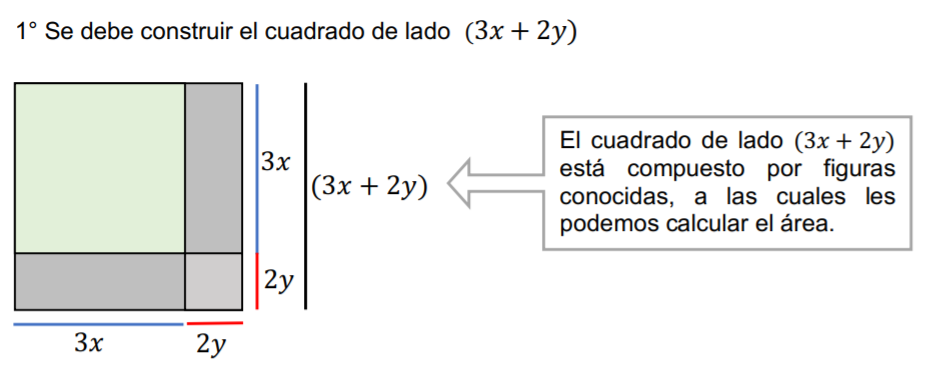 1° Se debe construir el cuadrado de lado (3x + 2y)
3x
(3x + 2y)
2y
3x
2y
El cuadrado de lado (3x + 2y)
está compuesto por figuras
conocidas, a las cuales les
podemos calcular el área.